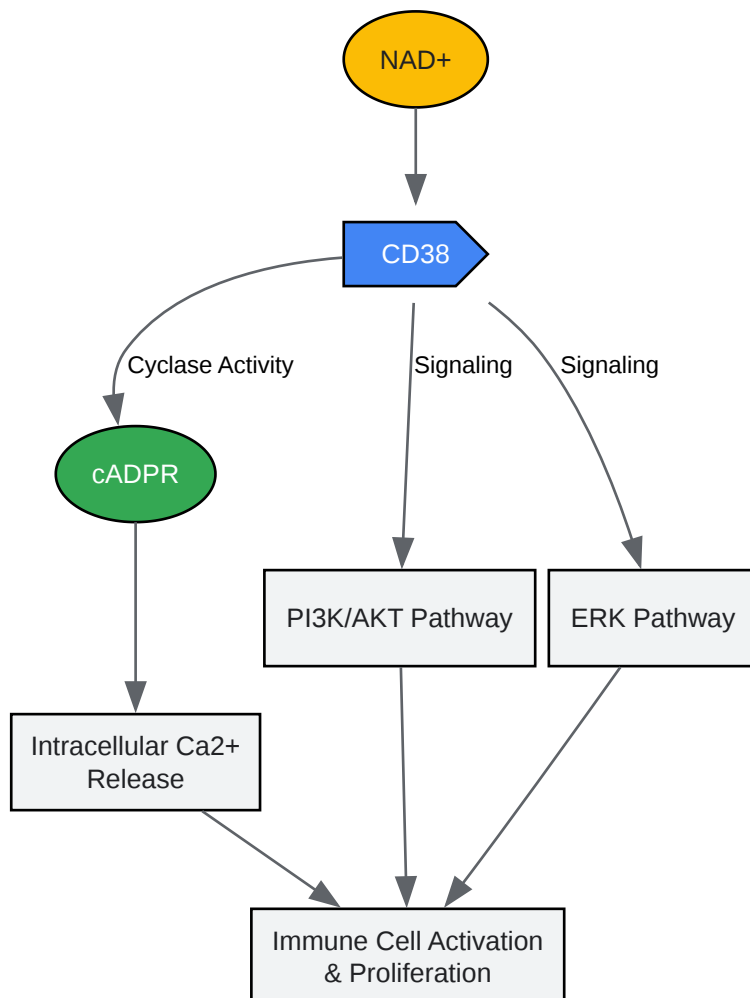 NAD+
CD38
Cyclase Activity
Signaling
Signaling
cADPR
PI3K/AKT Pathway
ERK Pathway
Intracellular Ca2+
Release
Immune Cell Activation
& Proliferation